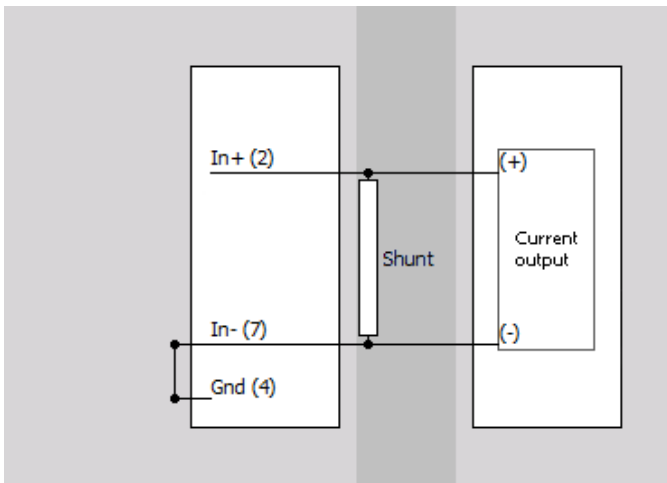 In+ (2)
(+)
Shunt
Current
output
In- (7)
(-)
Gnd (4)